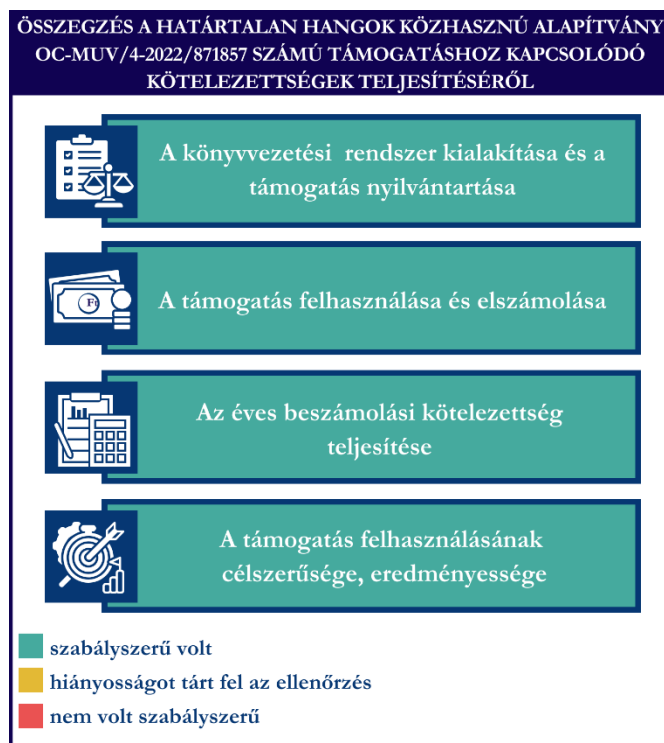 ÖSSZEGZÉS A HATÁRTALAN HANGOK KÖZHASZNÚ ALAPÍTVÁNY
OC-MUV/4-2022/871857 SZÁMÚ TÁMOGATÁSHOZ KAPCSOLÓDÓ
KÖTELEZETTSÉGEK TELJESÍTÉSÉRŐL
A könyvvezetési rendszer kialakítása és a
támogatás nyilvántartása
Ft
A támogatás felhasználása és elszámolása
Az éves beszámolási kötelezettség
teljesítése
A támogatás felhasználásának
célszerűsége, eredményessége
szabályszerű volt
hiányosságot tárt fel az ellenőrzés
nem volt szabályszerű